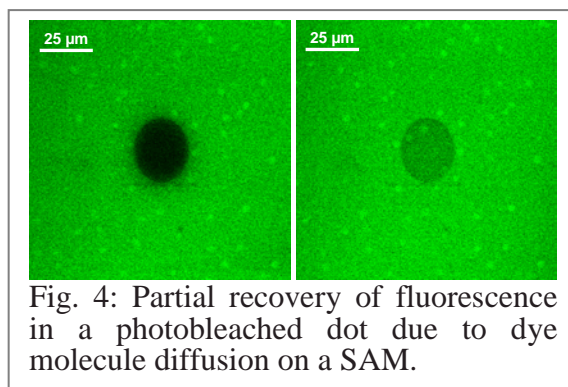 25 µm
25 µm
Fig. 4: Partial recovery of fluorescence
in a photobleached dot due to dye
molecule diffusion on a SAM.